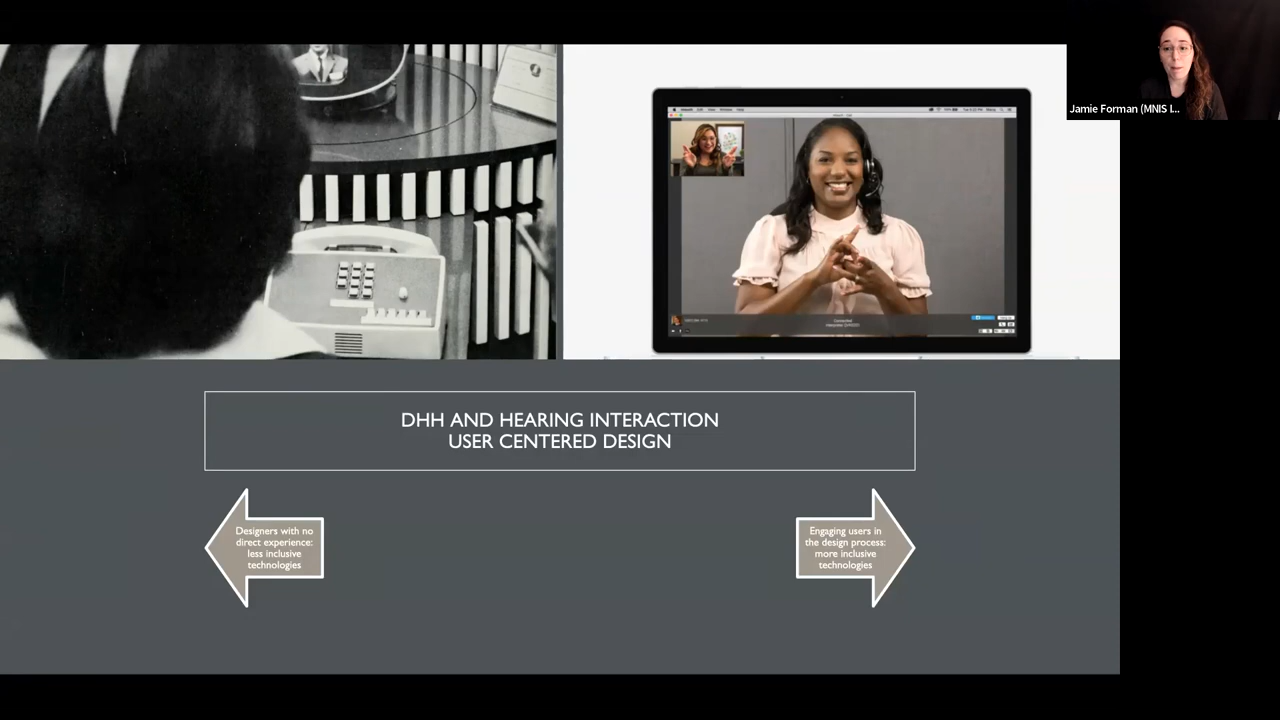 Jamie Forman (MNIS I...
DHH AND HEARING INTERACTION
USER CENTERED DESIGN
Designers with no
direct experience:
less inclusive
technologies
Engaging users in
the design process:
more inclusive
technologies